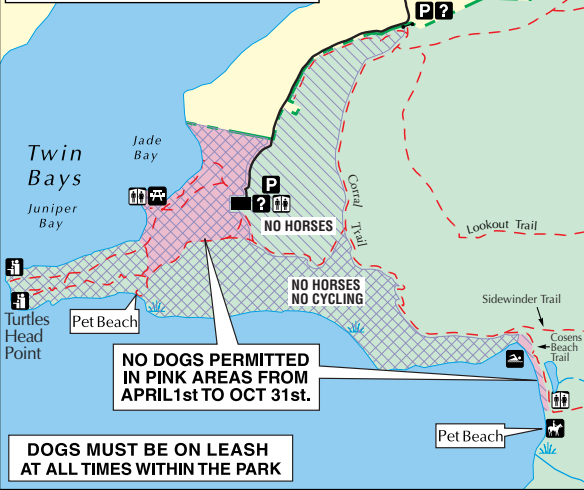 P ?
Twin
Bays
Jade
Bay
Juniper
Bay
P
?
NO HORSES
Corral Trail
Lookout Trail
NO HORSES
NO CYCLING
Sidewinder Trail
Turtles
Head
Point
Pet Beach
Cosens
Beach
Trail
NO DOGS PERMITTED
IN PINK AREAS FROM
APRIL1st TO OCT 31st.
Pet Beach
DOGS MUST BE ON LEASH
AT ALL TIMES WITHIN THE PARK